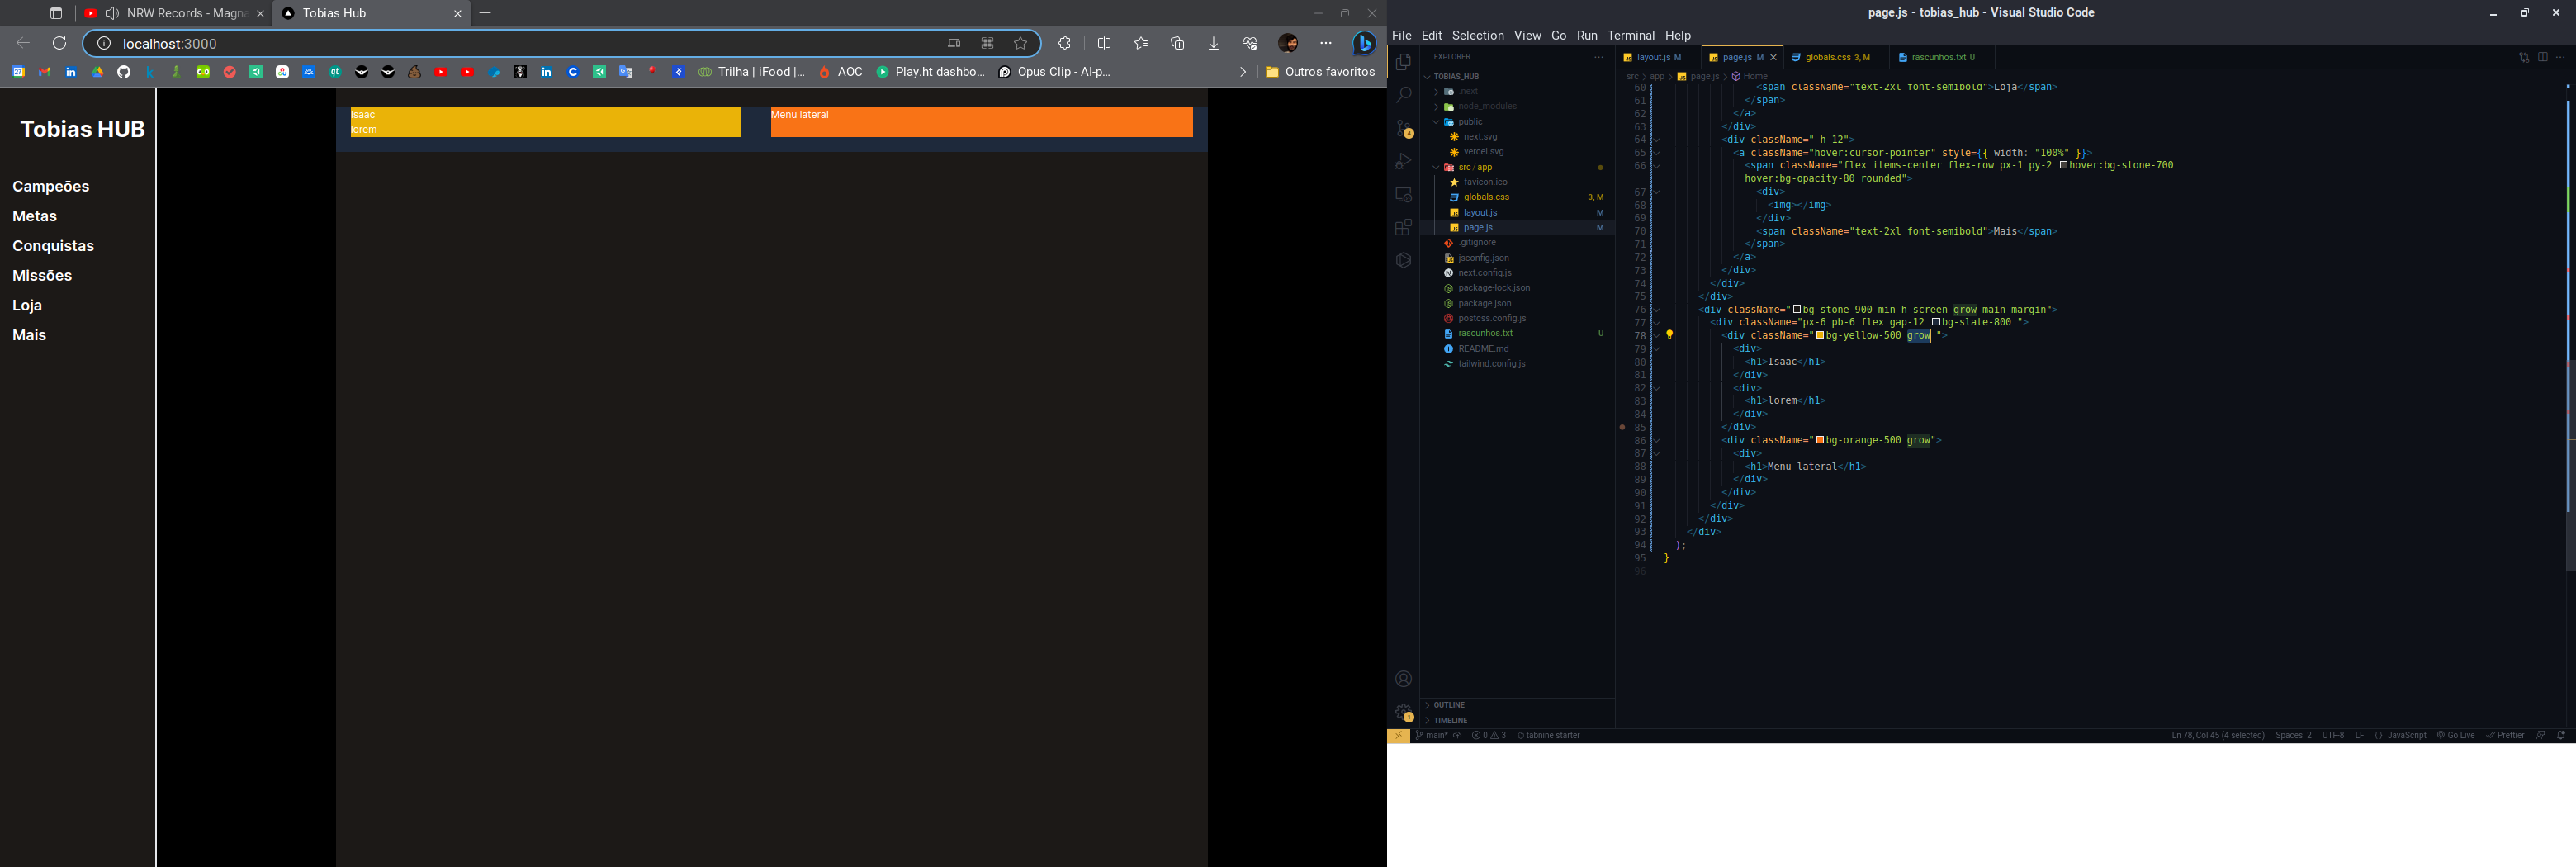 NRW Records - Magna
Tobias Hub
localhost:3000
Trilha | iFood |...
AOC
Play.ht dashbo...
Opus Clip - AI-p...
Outros favoritos
Tobias HUB
Campeões
Metas
Conquistas
Missões
Loja
Mais
Isaac
lorem
Menu lateral
page.js - tobias_hub - Visual Studio Code
File Edit Selection View Go Run Terminal Help
EXPLORER
TOBIAS_HUB
.next
node_modules
public
next.svg
vercel.svg
src / app
favicon.ico
globals.css 3, M
layout.js M
page.js M
.gitignore
jsconfig.json
next.config.js
package-lock.json
package.json
postcss.config.js
rascunhos.txt U
README.md
tailwind.config.js
OUTLINE
TIMELINE
layout.js M page.js M globals.css 3, M rascunhos.txt U
src > app > page.js > Home
60 <span className="text-2xl font-semibold">Loja</span>
61 </span>
62 </a>
63 </div>
64 <div className=" h-12">
65 <a className="hover:cursor-pointer" style={{ width: "100%" }}>
66 <span className="flex items-center flex-row px-1 py-2 hover:bg-stone-700
hover:bg-opacity-80 rounded">
67 <div>
68 <img></img>
69 </div>
70 <span className="text-2xl font-semibold">Mais</span>
71 </span>
72 </a>
73 </div>
74 </div>
75 </div>
76 <div className="bg-stone-900 min-h-screen grow main-margin">
77 <div className="px-6 pb-6 flex gap-12 bg-slate-800 ">
78 <div className="bg-yellow-500 grow ">
79 <div>
80 <h1>Isaac</h1>
81 </div>
82 <div>
83 <h1>lorem</h1>
84 </div>
85 </div>
86 <div className="bg-orange-500 grow">
87 <div>
88 <h1>Menu lateral</h1>
89 </div>
90 </div>
91 </div>
92 </div>
93 </div>
94 );
95 }
96
main* 0 3 tabnine starter
Ln 78, Col 45 (4 selected) Spaces: 2 UTF-8 LF {} JavaScript Go Live Prettier